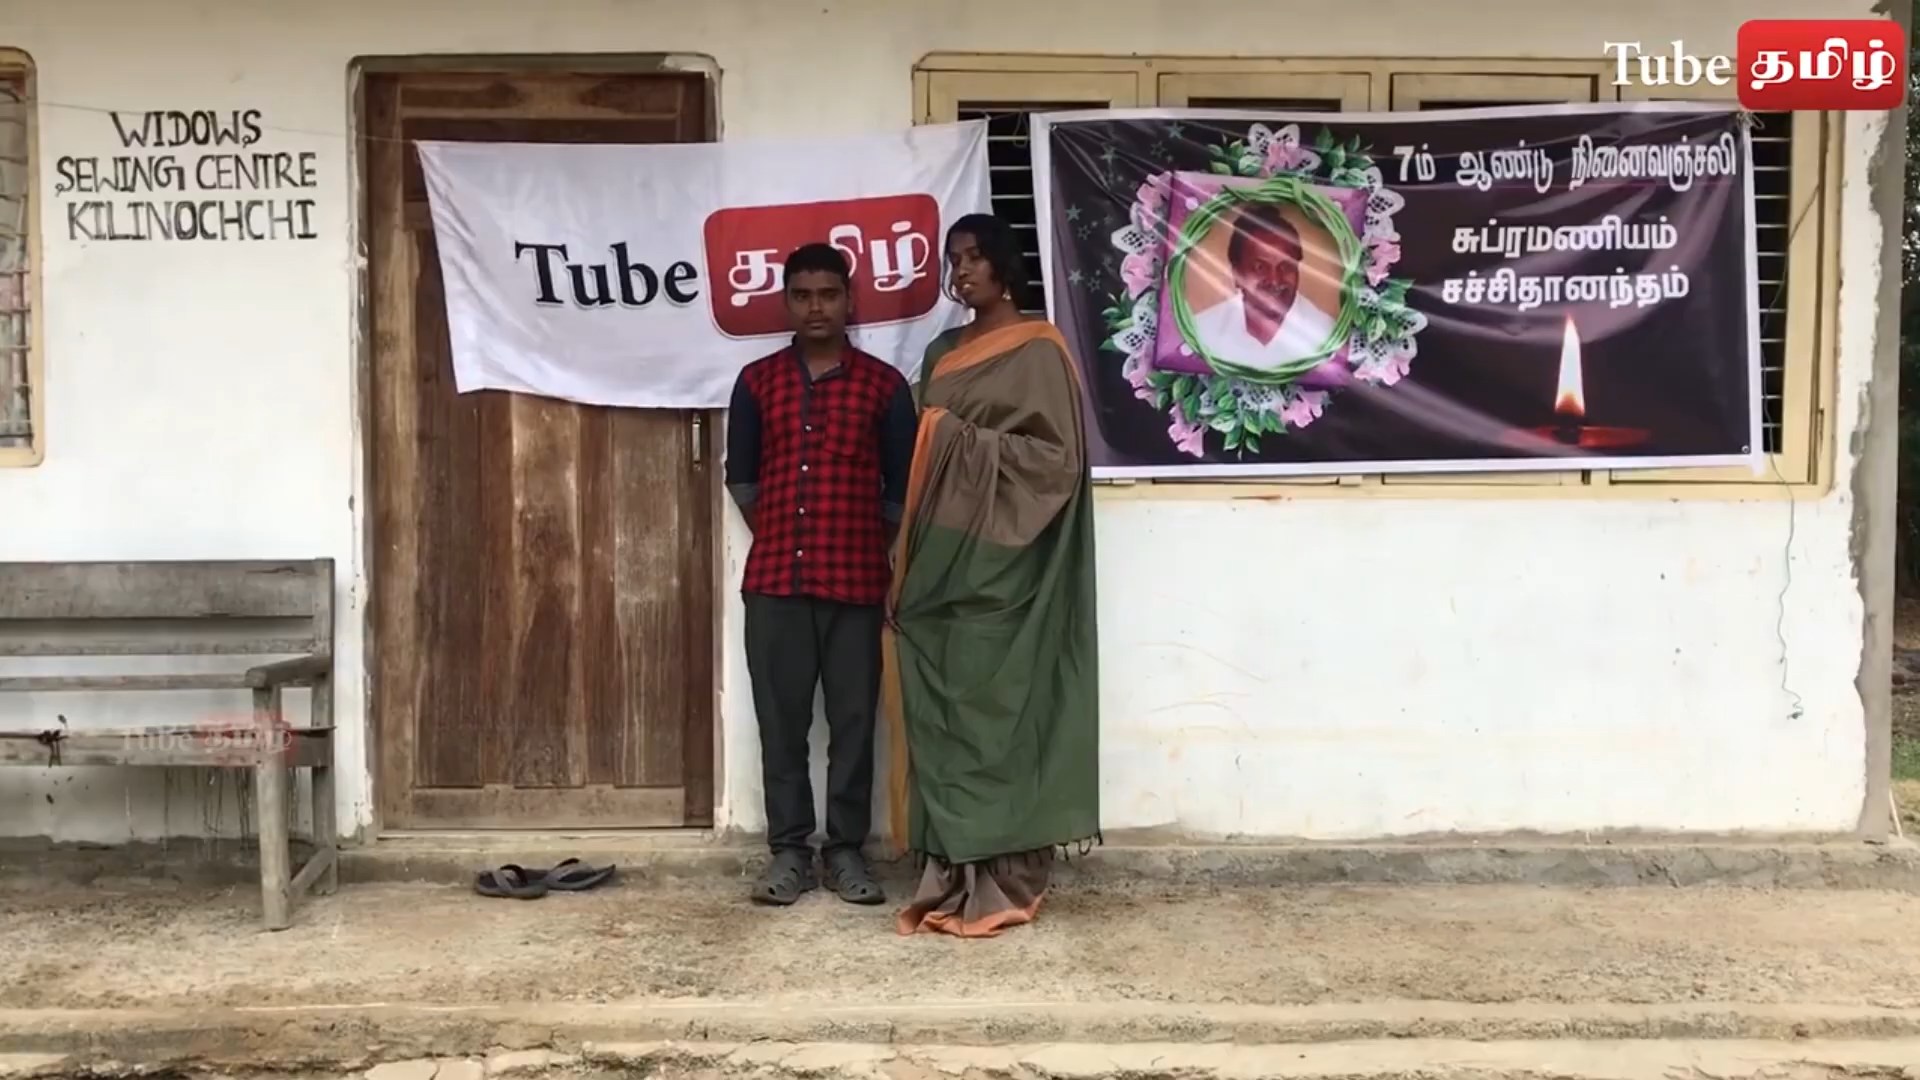 Tube தமிழ்
WIDOWS
SEWING CENTRE
KILINOCHCHI
Tube தமிழ்
7ம் ஆண்டு நினைவஞ்சலி
சுப்ரமணியம்
சச்சிதானந்தம்
Tube தமிழ்